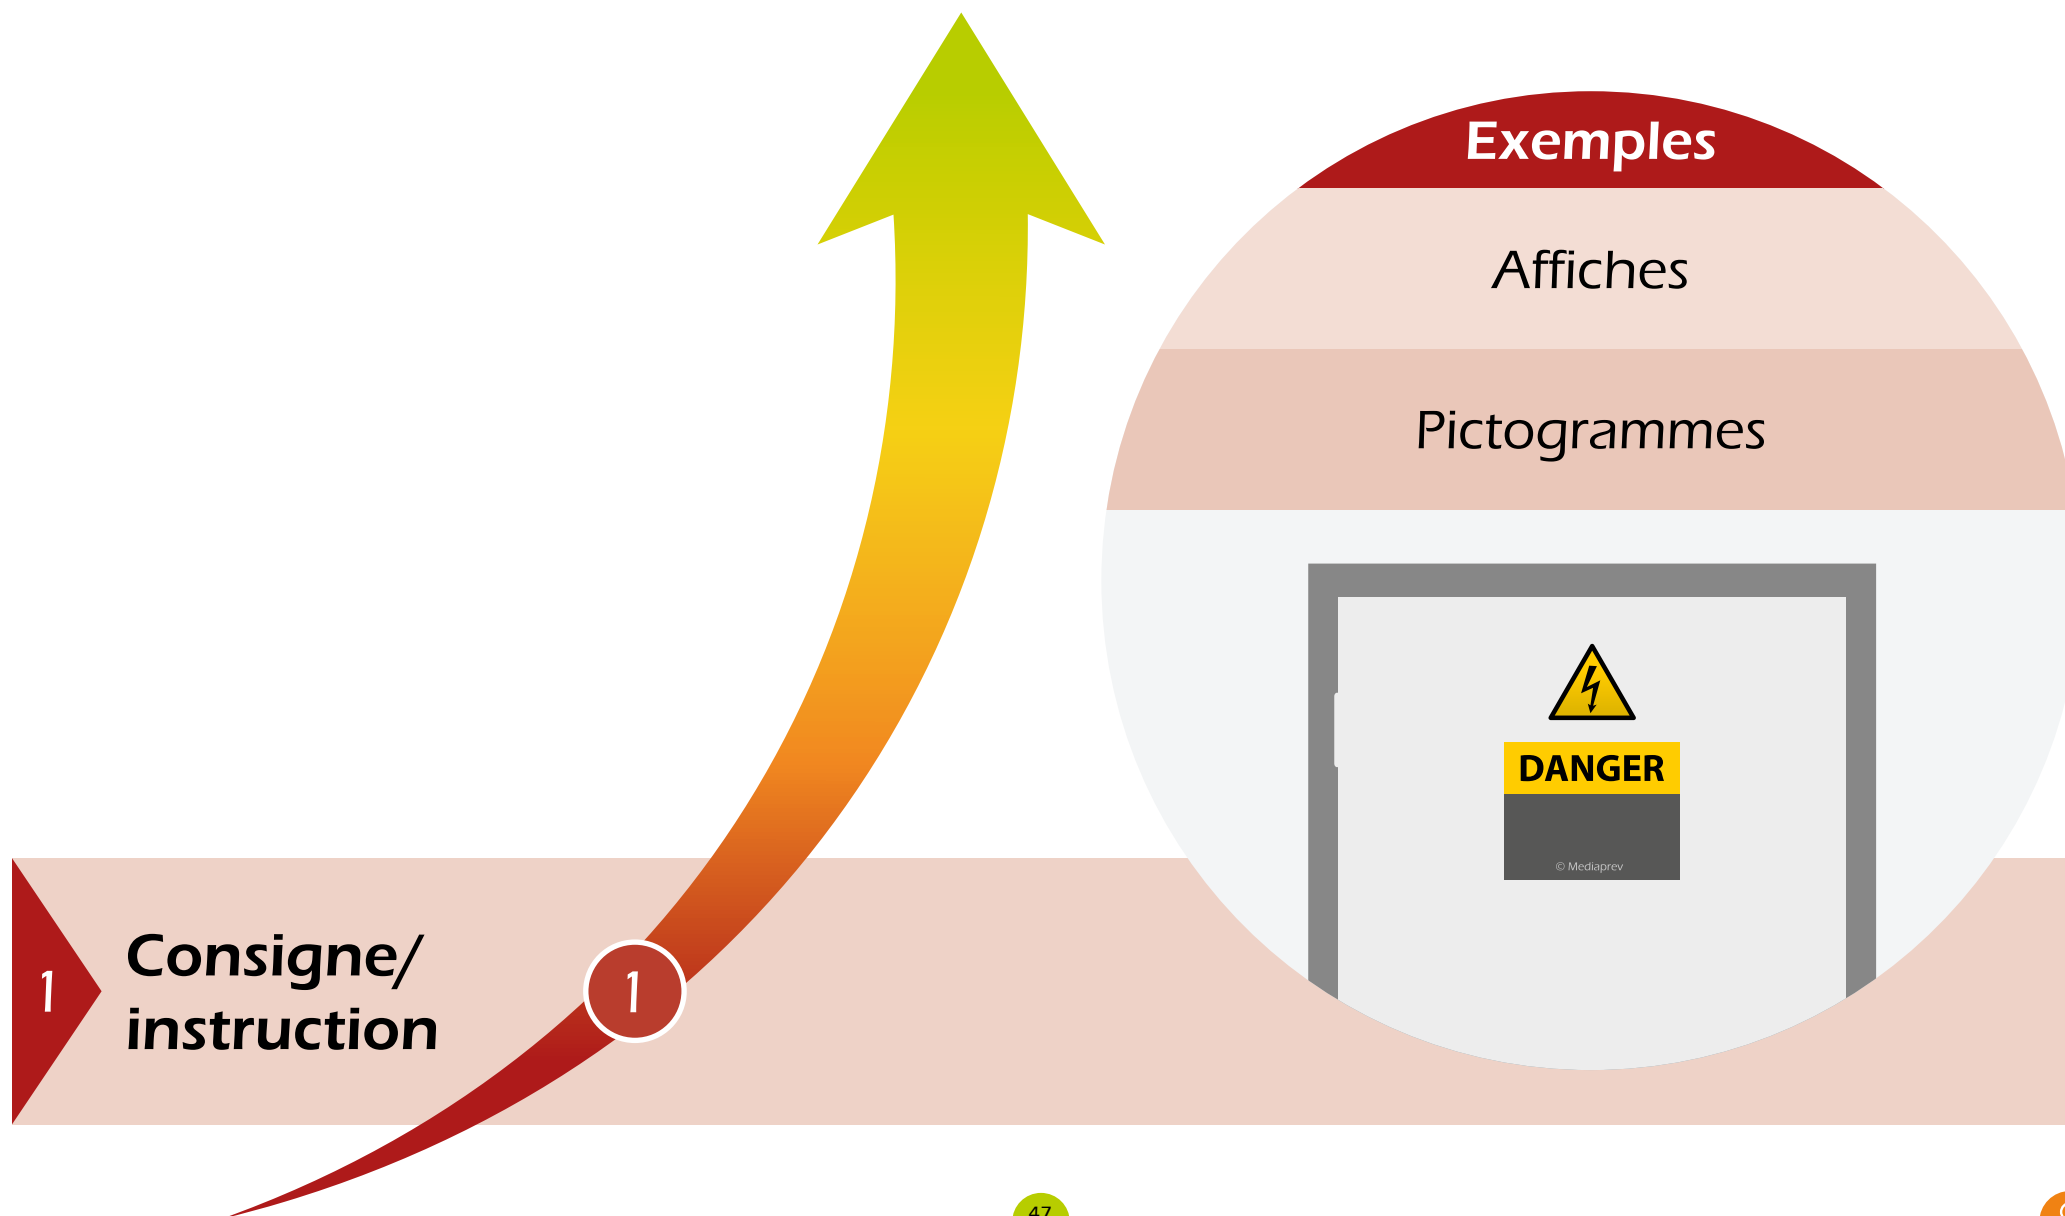 Exemples
Affiches
Pictogrammes
DANGER
© Mediaprev
1
Consigne/
instruction
1
47